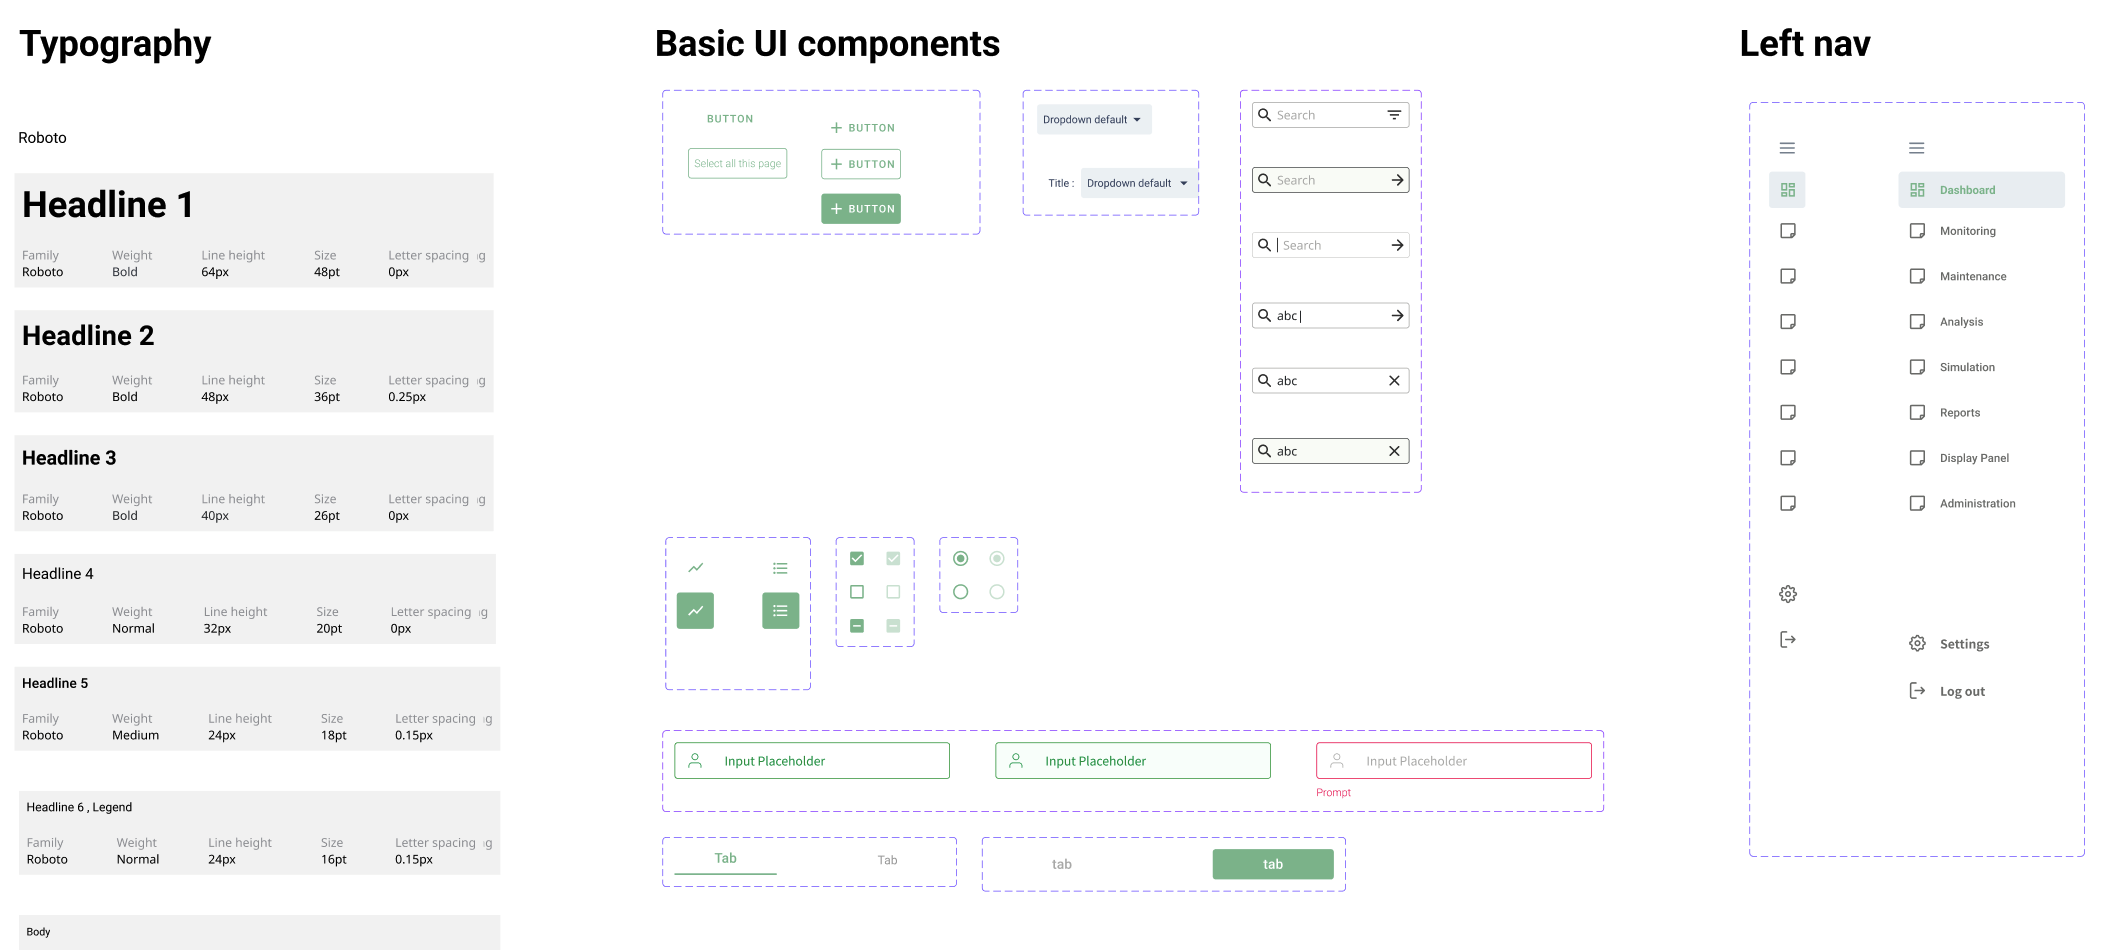 Typography
Roboto
Headline 1
Family Weight Line height Size Letter spacing
Roboto Bold 64px 48pt 0px
Headline 2
Family Weight Line height Size Letter spacing
Roboto Bold 48px 36pt 0.25px
Headline 3
Family Weight Line height Size Letter spacing
Roboto Bold 40px 26pt 0px
Headline 4
Family Weight Line height Size Letter spacing
Roboto Normal 32px 20pt 0px
Headline 5
Family Weight Line height Size Letter spacing
Roboto Medium 24px 18pt 0.15px
Headline 6 , Legend
Family Weight Line height Size Letter spacing
Roboto Normal 24px 16pt 0.15px
Body
Basic UI components
BUTTON
Select all this page
BUTTON
BUTTON
BUTTON
Dropdown default
Title : Dropdown default
Search
Search
Search
abc
abc
abc
Input Placeholder
Input Placeholder
Input Placeholder
Prompt
Tab Tab
tab tab
Left nav
Dashboard
Monitoring
Maintenance
Analysis
Simulation
Reports
Display Panel
Administration
Settings
Log out